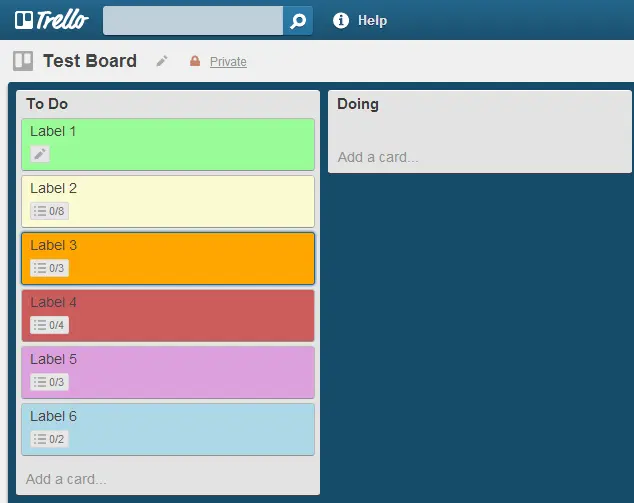 Trello
Help
Test Board
Private
To Do
Label 1
Label 2
0/8
Label 3
0/3
Label 4
0/4
Label 5
0/3
Label 6
0/2
Add a card...
Doing
Add a card...